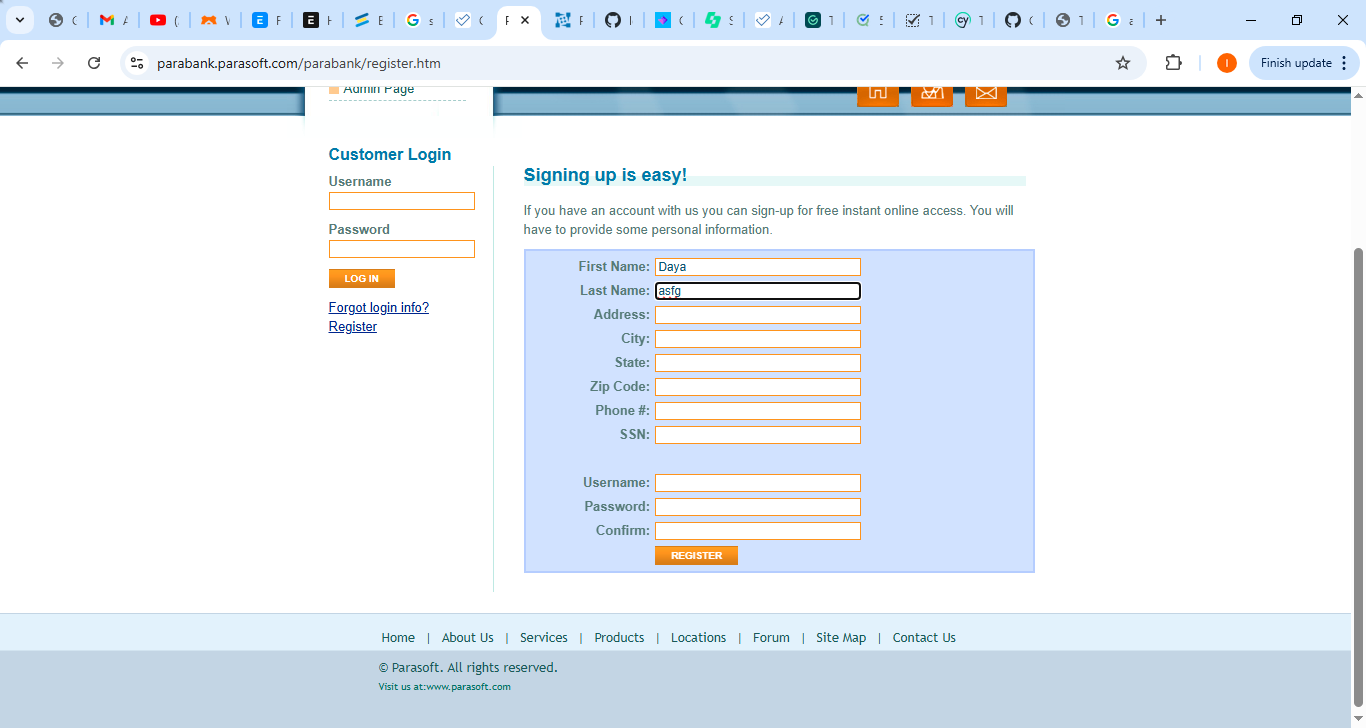 parabank.parasoft.com/parabank/register.htm
Finish update
Admin Page
Customer Login
Username
Password
LOG IN
Forgot login info?
Register
Signing up is easy!
If you have an account with us you can sign-up for free instant online access. You will
have to provide some personal information.
First Name: Daya
Last Name: asfg
Address:
City:
State:
Zip Code:
Phone #:
SSN:
Username:
Password:
Confirm:
REGISTER
Home | About Us | Services | Products | Locations | Forum | Site Map | Contact Us
© Parasoft. All rights reserved.
Visit us at:www.parasoft.com